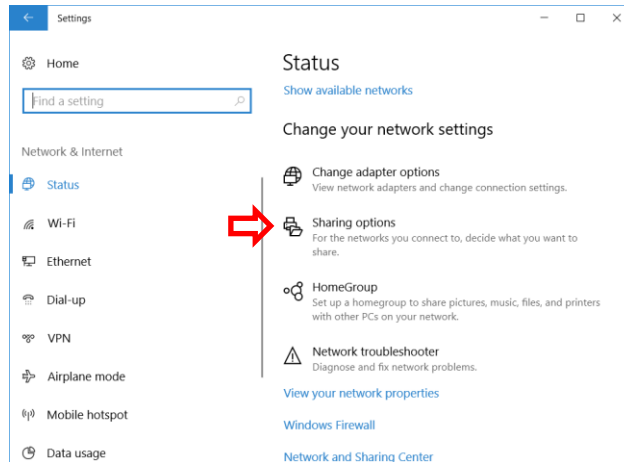 Settings
Home
Find a setting
Network & Internet
Status
Wi-Fi
Ethernet
Dial-up
VPN
Airplane mode
Mobile hotspot
Data usage
Status
Show available networks
Change your network settings
Change adapter options
View network adapters and change connection settings.
Sharing options
For the networks you connect to, decide what you want to
share.
HomeGroup
Set up a homegroup to share pictures, music, files, and printers
with other PCs on your network.
Network troubleshooter
Diagnose and fix network problems.
View your network properties
Windows Firewall
Network and Sharing Center